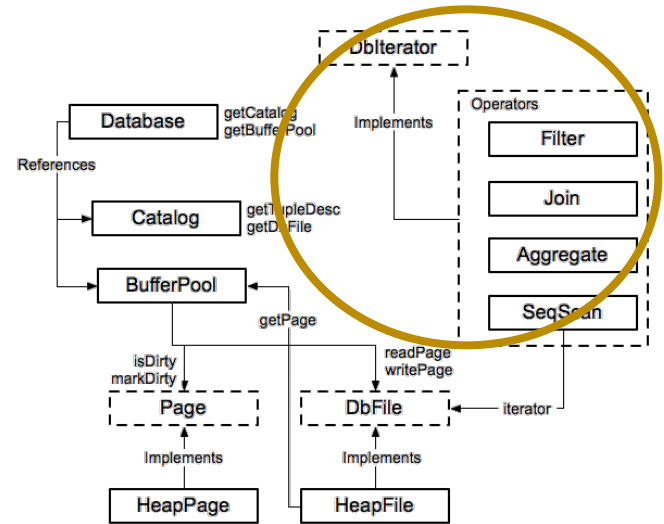 DbIterator
Operators
Implements
Filter
Join
Aggregate
SeqScan
Database
getCatalog
getBufferPool
References
Catalog
getTupleDesc
getDbFile
BufferPool
getPage
isDirty
markDirty
readPage
writePage
Page
DbFile
iterator
Implements
Implements
HeapPage
HeapFile